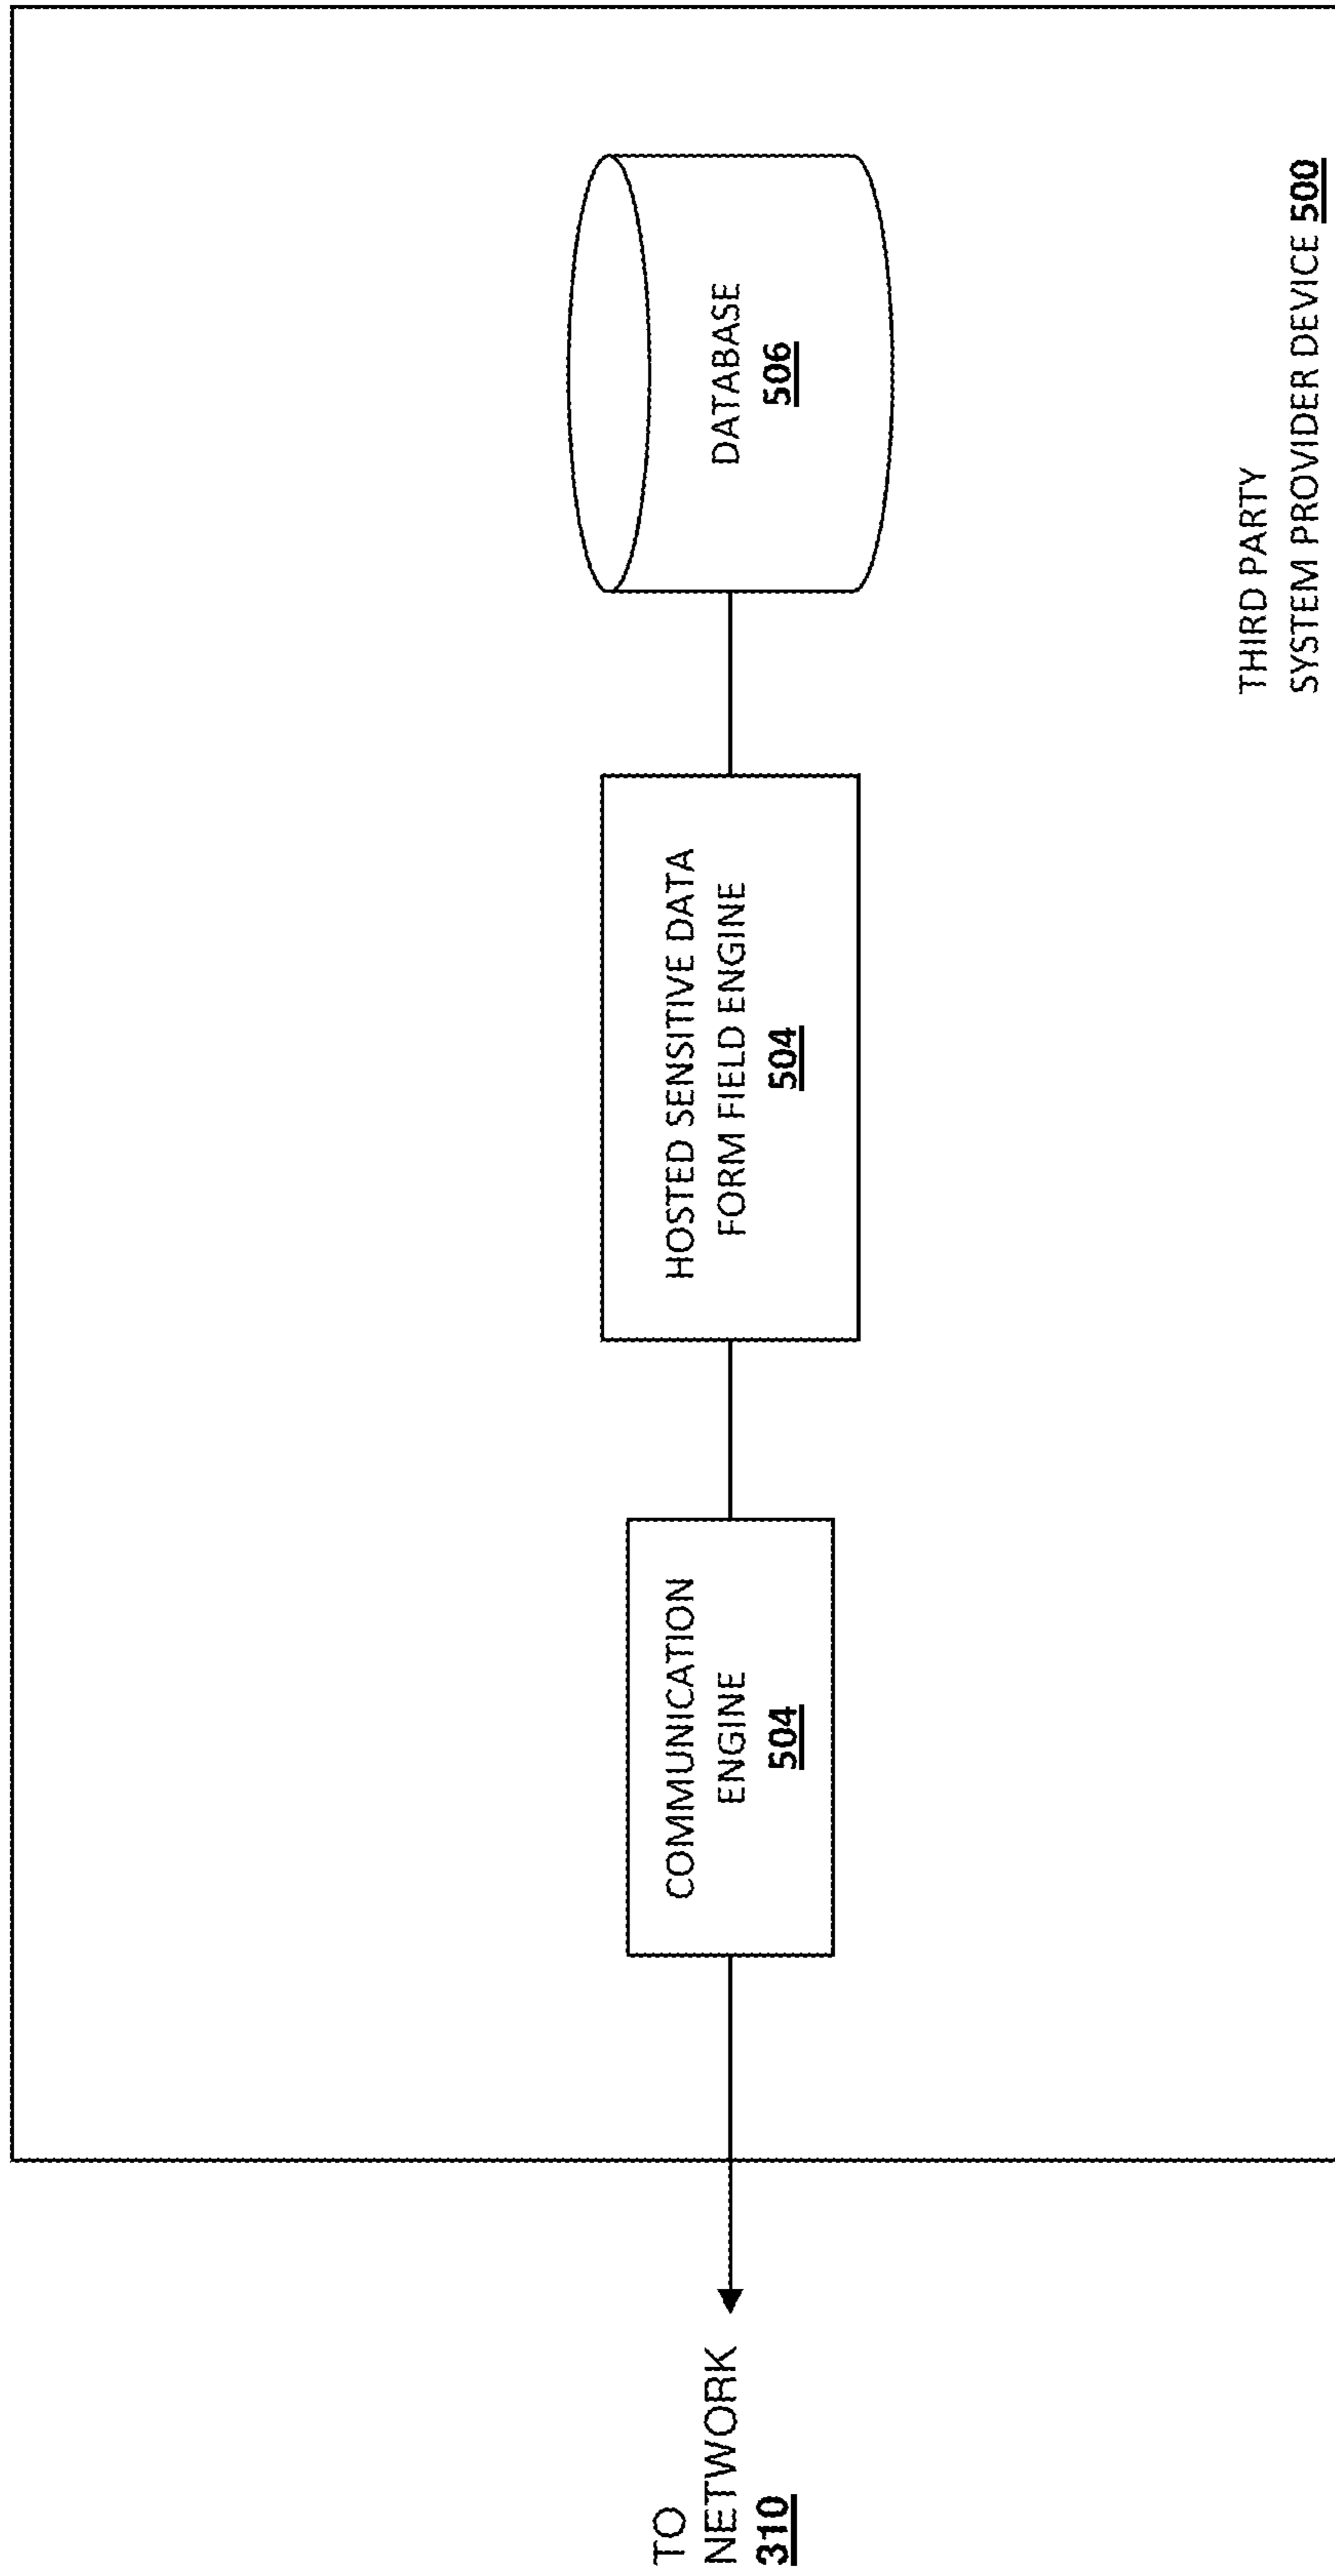 TO
NETWORK
310
COMMUNICATION
ENGINE
504
HOSTED SENSITIVE DATA
FORM FIELD ENGINE
504
DATABASE
506
THIRD PARTY
SYSTEM PROVIDER DEVICE 500